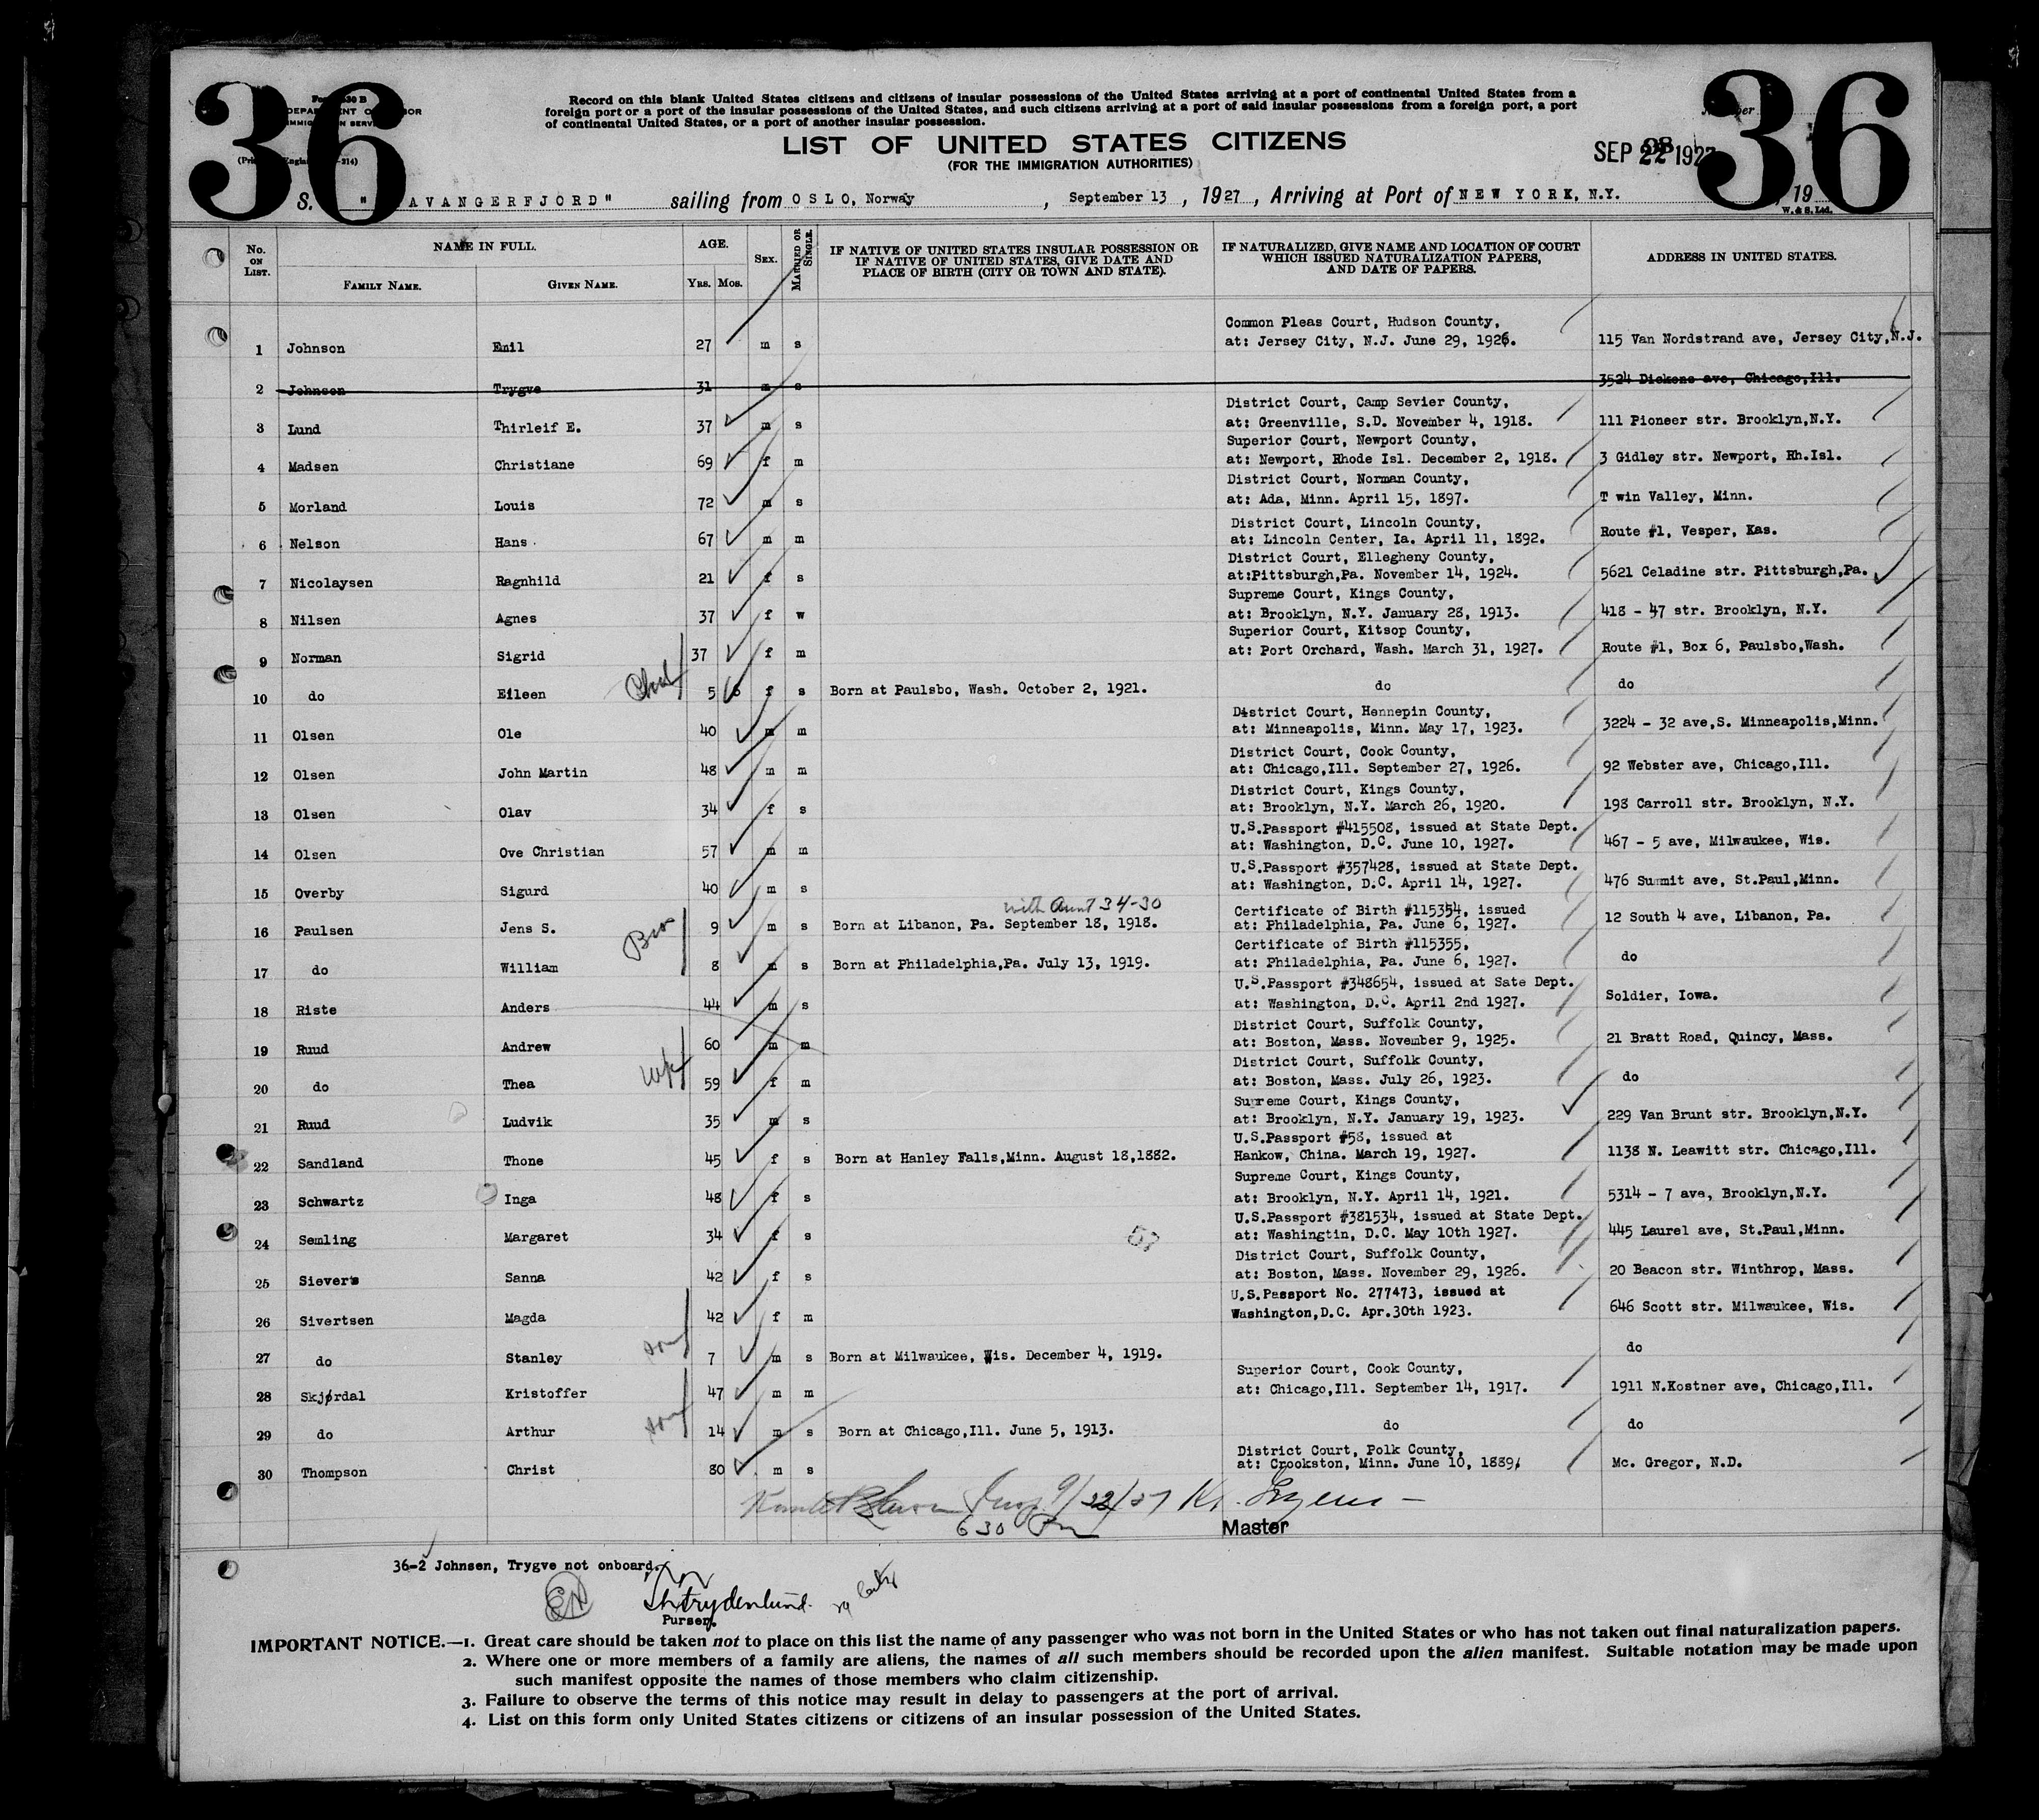 36
36
Record on this blank United States citizens and citizens of insular possessions of the United States arriving at a port of continental United States from a
foreign port or a port of the insular possessions of the United States, and such citizens arriving at a port of said insular possessions from a foreign port, a port
of continental United States, or a port of another insular possession.
LIST OF UNITED STATES CITIZENS
(FOR THE IMMIGRATION AUTHORITIES)
SEP 1927
S. " AVANGERFJORD" sailing from OSLO, Norway, September 13, 1927, Arriving at Port of NEW YORK, N.Y. , 19
W. & S. Ltd.
No. ON LIST. NAME IN FULL. FAMILY NAME. GIVEN NAME. AGE. YRS. MOS. SEX. MARRIED OR SINGLE. IF NATIVE OF UNITED STATES INSULAR POSSESSION OR IF NATIVE OF UNITED STATES, GIVE DATE AND PLACE OF BIRTH (CITY OR TOWN AND STATE). IF NATURALIZED, GIVE NAME AND LOCATION OF COURT WHICH ISSUED NATURALIZATION PAPERS, AND DATE OF PAPERS. ADDRESS IN UNITED STATES.
1 Johnson Emil 27 m s Common Pleas Court, Hudson County, at: Jersey City, N.J. June 29, 1926. 115 Van Nordstrand ave, Jersey City, N.J.
2 Johnson Trygve 31 m s 3524 Dickens ave, Chicago,Ill.
3 Lund Thirleif E. 37 m s District Court, Camp Sevier County, at: Greenville, S.D. November 4, 1918. 111 Pioneer str. Brooklyn,N.Y.
4 Madsen Christiane 69 f m Superior Court, Newport County, at: Newport, Rhode Isl. December 2, 1918. 3 Gidley str. Newport, Rh.Isl.
5 Morland Louis 72 m s District Court, Norman County, at: Ada, Minn. April 15, 1897. T win Valley, Minn.
6 Nelson Hans 67 m m District Court, Lincoln County, at: Lincoln Center, Ia. April 11, 1892. Route #1, Vesper, Kas.
7 Nicolaysen Ragnhild 21 f s District Court, Ellegheny County, at:Pittsburgh,Pa. November 14, 1924. 5621 Celadine str. Pittsburgh,Pa.
8 Nilsen Agnes 37 f w Supreme Court, Kings County, at: Brooklyn, N.Y. January 28, 1913. 418 - 47 str. Brooklyn, N.Y.
9 Norman Sigrid 37 f m Superior Court, Kitsop County, at: Port Orchard, Wash. March 31, 1927. Route #1, Box 6, Paulsbo,Wash.
10 do Eileen 5 f s Born at Paulsbo, Wash. October 2, 1921. do do
11 Olsen Ole 40 m m District Court, Hennepin County, at: Minneapolis, Minn. May 17, 1923. 3224 - 32 ave,S. Minneapolis,Minn.
12 Olsen John Martin 48 m m District Court, Cook County, at: Chicago,Ill. September 27, 1926. 92 Webster ave, Chicago,Ill.
13 Olsen Olav 34 f s District Court, Kings County, at: Brooklyn, N.Y. March 26, 1920. 198 Carroll str. Brooklyn, N.Y.
14 Olsen Ove Christian 57 m m U.S.Passport #415508, issued at State Dept. at: Washington, D.C. June 10, 1927. 467 - 5 ave, Milwaukee, Wis.
15 Overby Sigurd 40 m s U.S.Passport #357428, issued at State Dept. at: Washington, D.C. April 14, 1927. 476 Summit ave, St.Paul,Minn.
with Aunt 34-30
16 Paulsen Jens S. Bro 9 m s Born at Libanon, Pa. September 18, 1918. Certificate of Birth #115354, issued at: Philadelphia, Pa. June 6, 1927. 12 South 4 ave, Libanon, Pa.
17 do William 8 m s Born at Philadelphia,Pa. July 13, 1919. Certificate of Birth #115355, at: Philadelphia, Pa. June 6, 1927. do
18 Riste Anders 44 m s U.S.Passport #348654, issued at Sate Dept. at: Washington, D.C. April 2nd 1927. Soldier, Iowa.
19 Ruud Andrew 60 m m District Court, Suffolk County, at: Boston, Mass. November 9, 1925. 21 Bratt Road, Quincy, Mass.
20 do Thea 59 f m District Court, Suffolk County, at: Boston, Mass. July 26, 1923. do
21 Ruud Ludvik 35 m s Supreme Court, Kings County, at: Brooklyn, N.Y. January 19, 1923. 229 Van Brunt str. Brooklyn,N.Y.
22 Sandland Thone 45 f s Born at Hanley Falls,Minn. August 18,1882. U.S.Passport #58, issued at Hankow, China. March 19, 1927. 1138 N. Leawitt str. Chicago,Ill.
23 Schwartz Inga 48 f s Supreme Court, Kings County, at: Brooklyn, N.Y. April 14, 1921. 5314 - 7 ave, Brooklyn,N.Y.
24 Semling Margaret 34 f s U.S.Passport #381534, issued at State Dept. at: Washingtin, D.C. May 10th 1927. 445 Laurel ave, St.Paul,Minn.
25 Sievers Sanna 42 f s District Court, Suffolk County, at: Boston, Mass. November 29, 1926. 20 Beacon str. Winthrop, Mass.
26 Sivertsen Magda 42 f m U.S.Passport No. 277473, issued at Washington,D.C. Apr.30th 1923. 646 Scott str. Milwaukee, Wis.
27 do Stanley son 7 m s Born at Milwaukee, Wis. December 4, 1919. do
28 Skjørdal Kristoffer 47 m m Superior Court, Cook County, at: Chicago,Ill. September 14, 1917. 1911 N.Kostner ave, Chicago,Ill.
29 do Arthur son 14 m s Born at Chicago,Ill. June 5, 1913. do do
30 Thompson Christ 80 m s District Court, Polk County, at: Crookston, Minn. June 10, 1889. Mc. Gregor, N.D.
9/22/27
6 30 Pm Master
36-2 Johnsen, Trygve not onboard.
Purser.
IMPORTANT NOTICE.—1. Great care should be taken not to place on this list the name of any passenger who was not born in the United States or who has not taken out final naturalization papers.
2. Where one or more members of a family are aliens, the names of all such members should be recorded upon the alien manifest. Suitable notation may be made upon
such manifest opposite the names of those members who claim citizenship.
3. Failure to observe the terms of this notice may result in delay to passengers at the port of arrival.
4. List on this form only United States citizens or citizens of an insular possession of the United States.